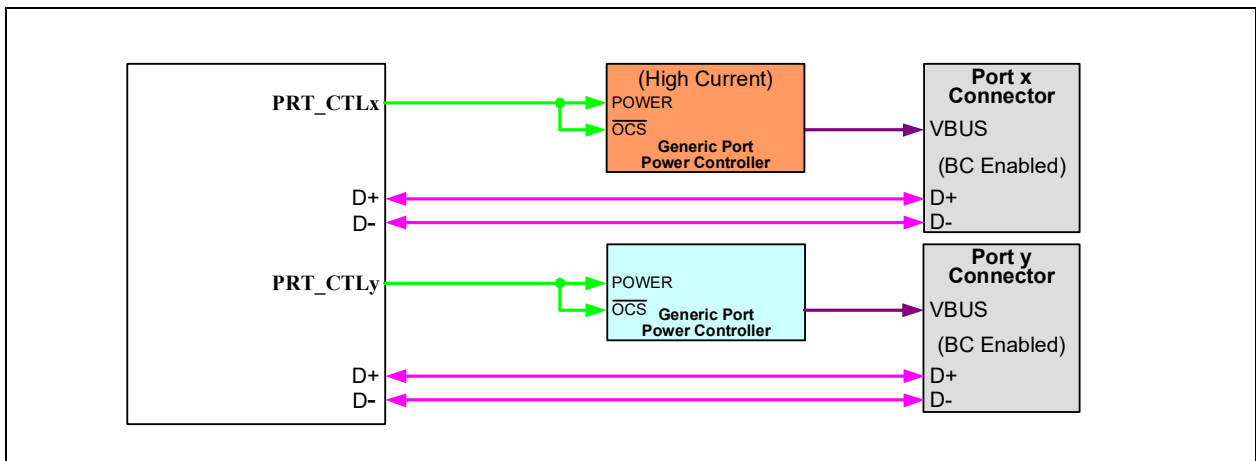 PRT_CTLx
D+
D-
PRT_CTLy
D+
D-
(High Current)
POWER
OCS
Generic Port
Power Controller
POWER
OCS
Generic Port
Power Controller
Port x
Connector
VBUS
(BC Enabled)
D+
D-
Port y
Connector
VBUS
(BC Enabled)
D+
D-